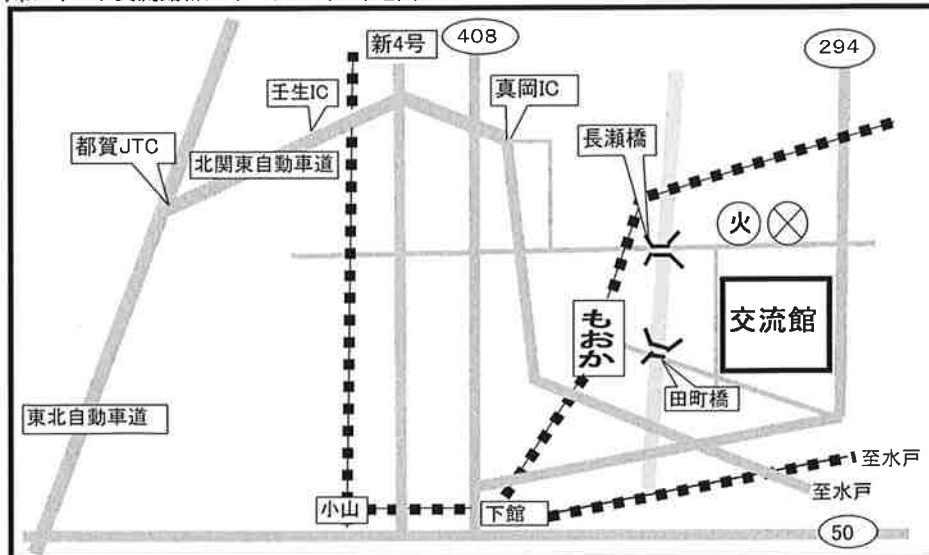 新4号
408
294
壬生IC
真岡IC
長瀬橋
都賀JTC
北関東自動車道
火
交流館
もおか
田町橋
東北自動車道
至水戸
至水戸
小山
下館
50